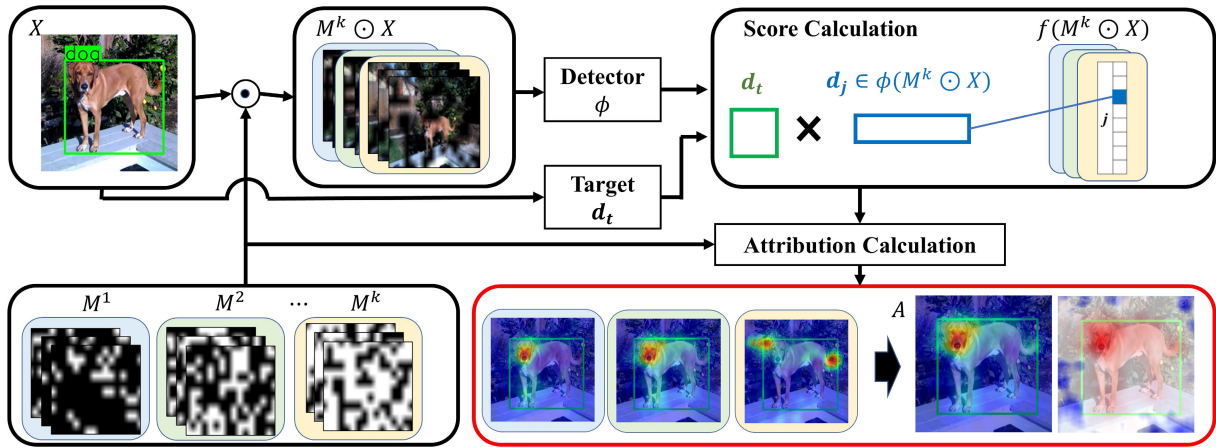 X
dog
M^k ⊙ X
Detector
ϕ
Target
d_t
Score Calculation
d_t
×
d_j ∈ ϕ(M^k ⊙ X)
f(M^k ⊙ X)
j
Attribution Calculation
M^1
M^2
...
M^k
A